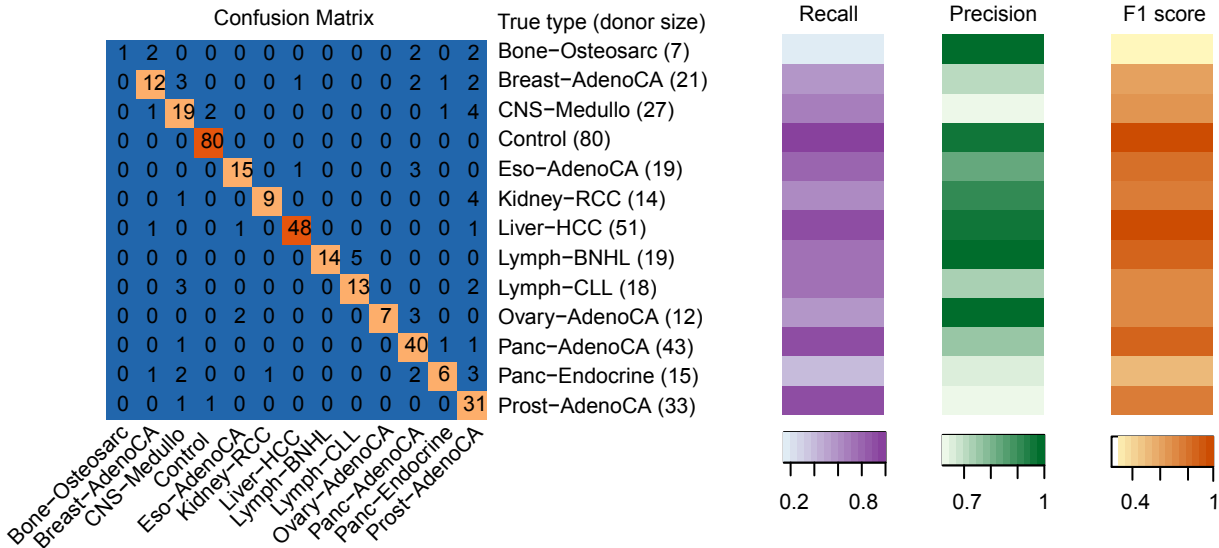 Confusion Matrix True type (donor size) Recall Precision F1 score
1 2 0 0 0 0 0 0 0 0 2 0 2 Bone−Osteosarc (7)
0 12 3 0 0 0 1 0 0 0 2 1 2 Breast−AdenoCA (21)
0 1 19 2 0 0 0 0 0 0 0 1 4 CNS−Medullo (27)
0 0 0 80 0 0 0 0 0 0 0 0 0 Control (80)
0 0 0 0 15 0 1 0 0 0 3 0 0 Eso−AdenoCA (19)
0 0 1 0 0 9 0 0 0 0 0 0 4 Kidney−RCC (14)
0 1 0 0 1 0 48 0 0 0 0 0 1 Liver−HCC (51)
0 0 0 0 0 0 0 14 5 0 0 0 0 Lymph−BNHL (19)
0 0 3 0 0 0 0 0 13 0 0 0 2 Lymph−CLL (18)
0 0 0 0 2 0 0 0 0 7 3 0 0 Ovary−AdenoCA (12)
0 0 1 0 0 0 0 0 0 0 40 1 1 Panc−AdenoCA (43)
0 1 2 0 0 1 0 0 0 0 2 6 3 Panc−Endocrine (15)
0 0 1 1 0 0 0 0 0 0 0 0 31 Prost−AdenoCA (33)
Bone−Osteosarc
Breast−AdenoCA
CNS−Medullo
Control
Eso−AdenoCA
Kidney−RCC
Liver−HCC
Lymph−BNHL
Lymph−CLL
Ovary−AdenoCA
Panc−AdenoCA
Panc−Endocrine
Prost−AdenoCA
0.2 0.8 0.7 1 0.4 1